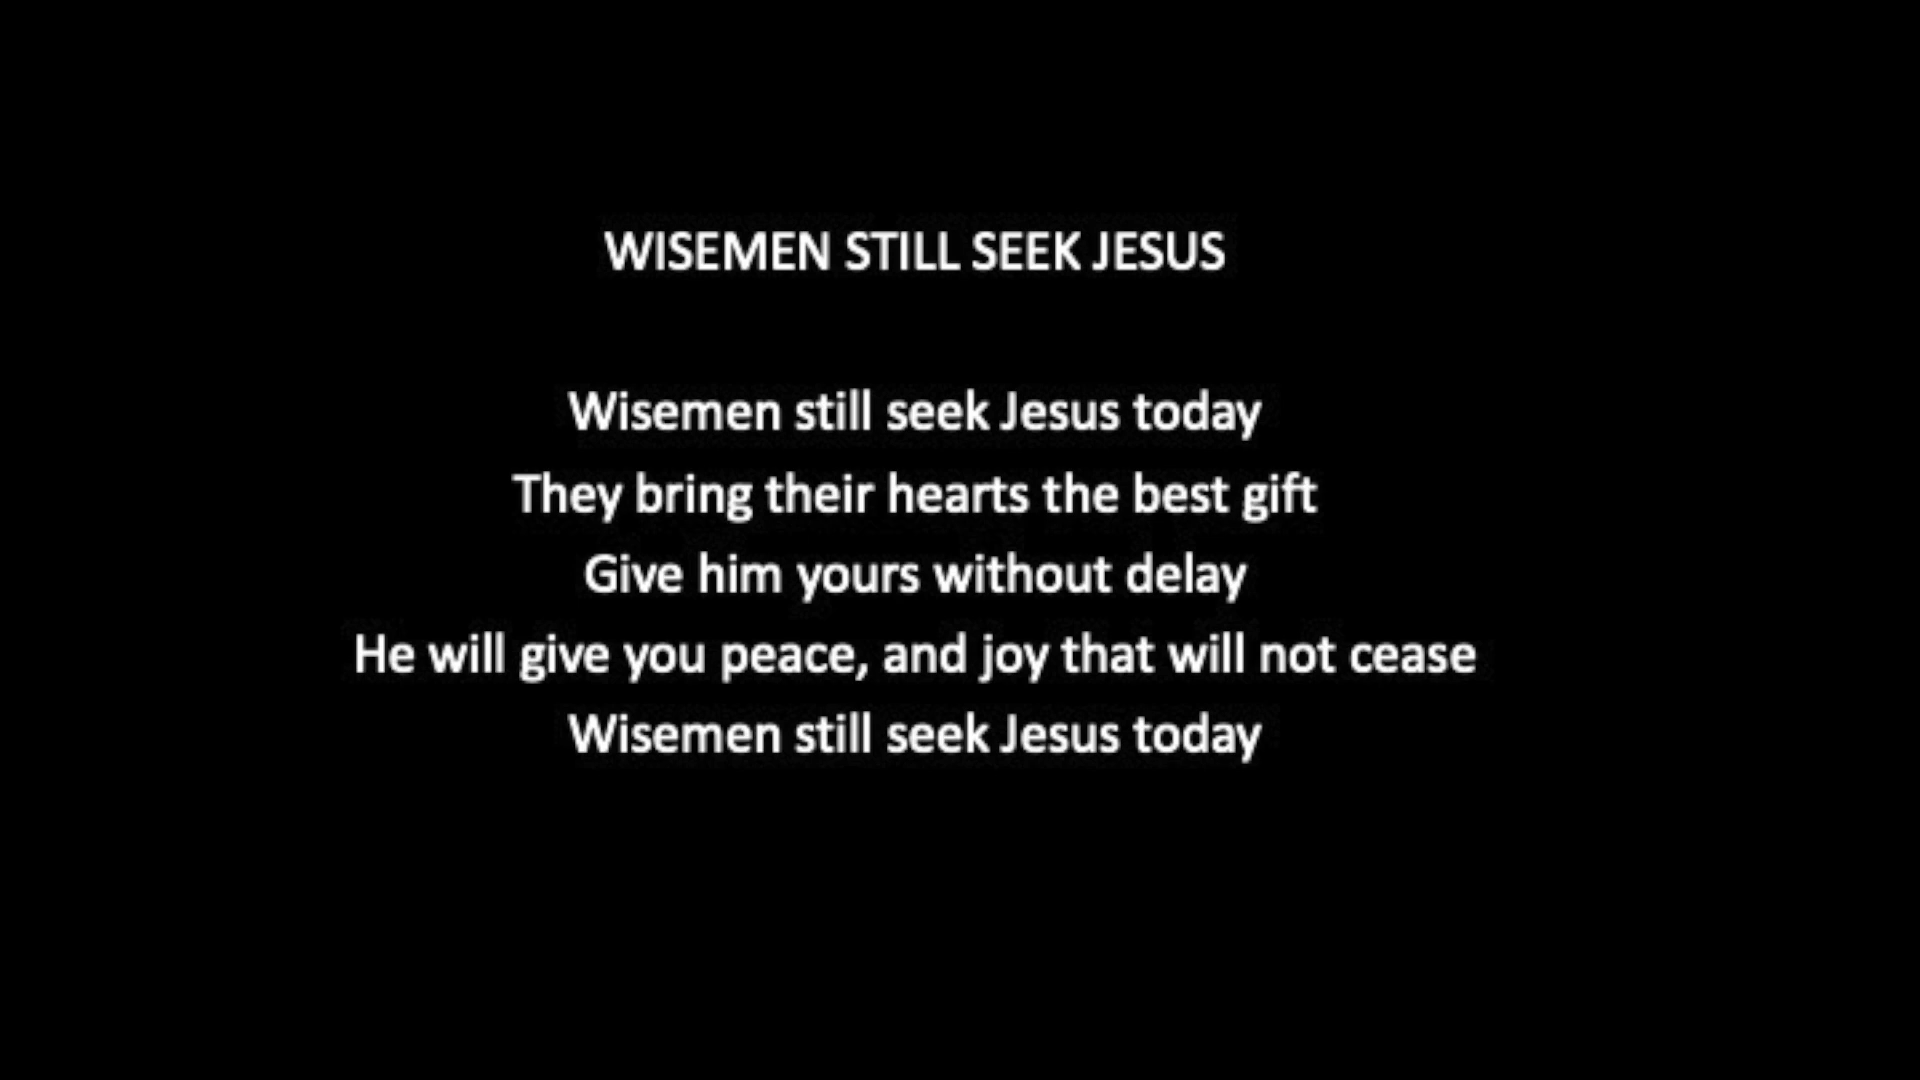 WISEMEN STILL SEEK JESUS
Wisemen still seek Jesus today
They bring their hearts the best gift
Give him yours without delay
He will give you peace, and joy that will not cease
Wisemen still seek Jesus today